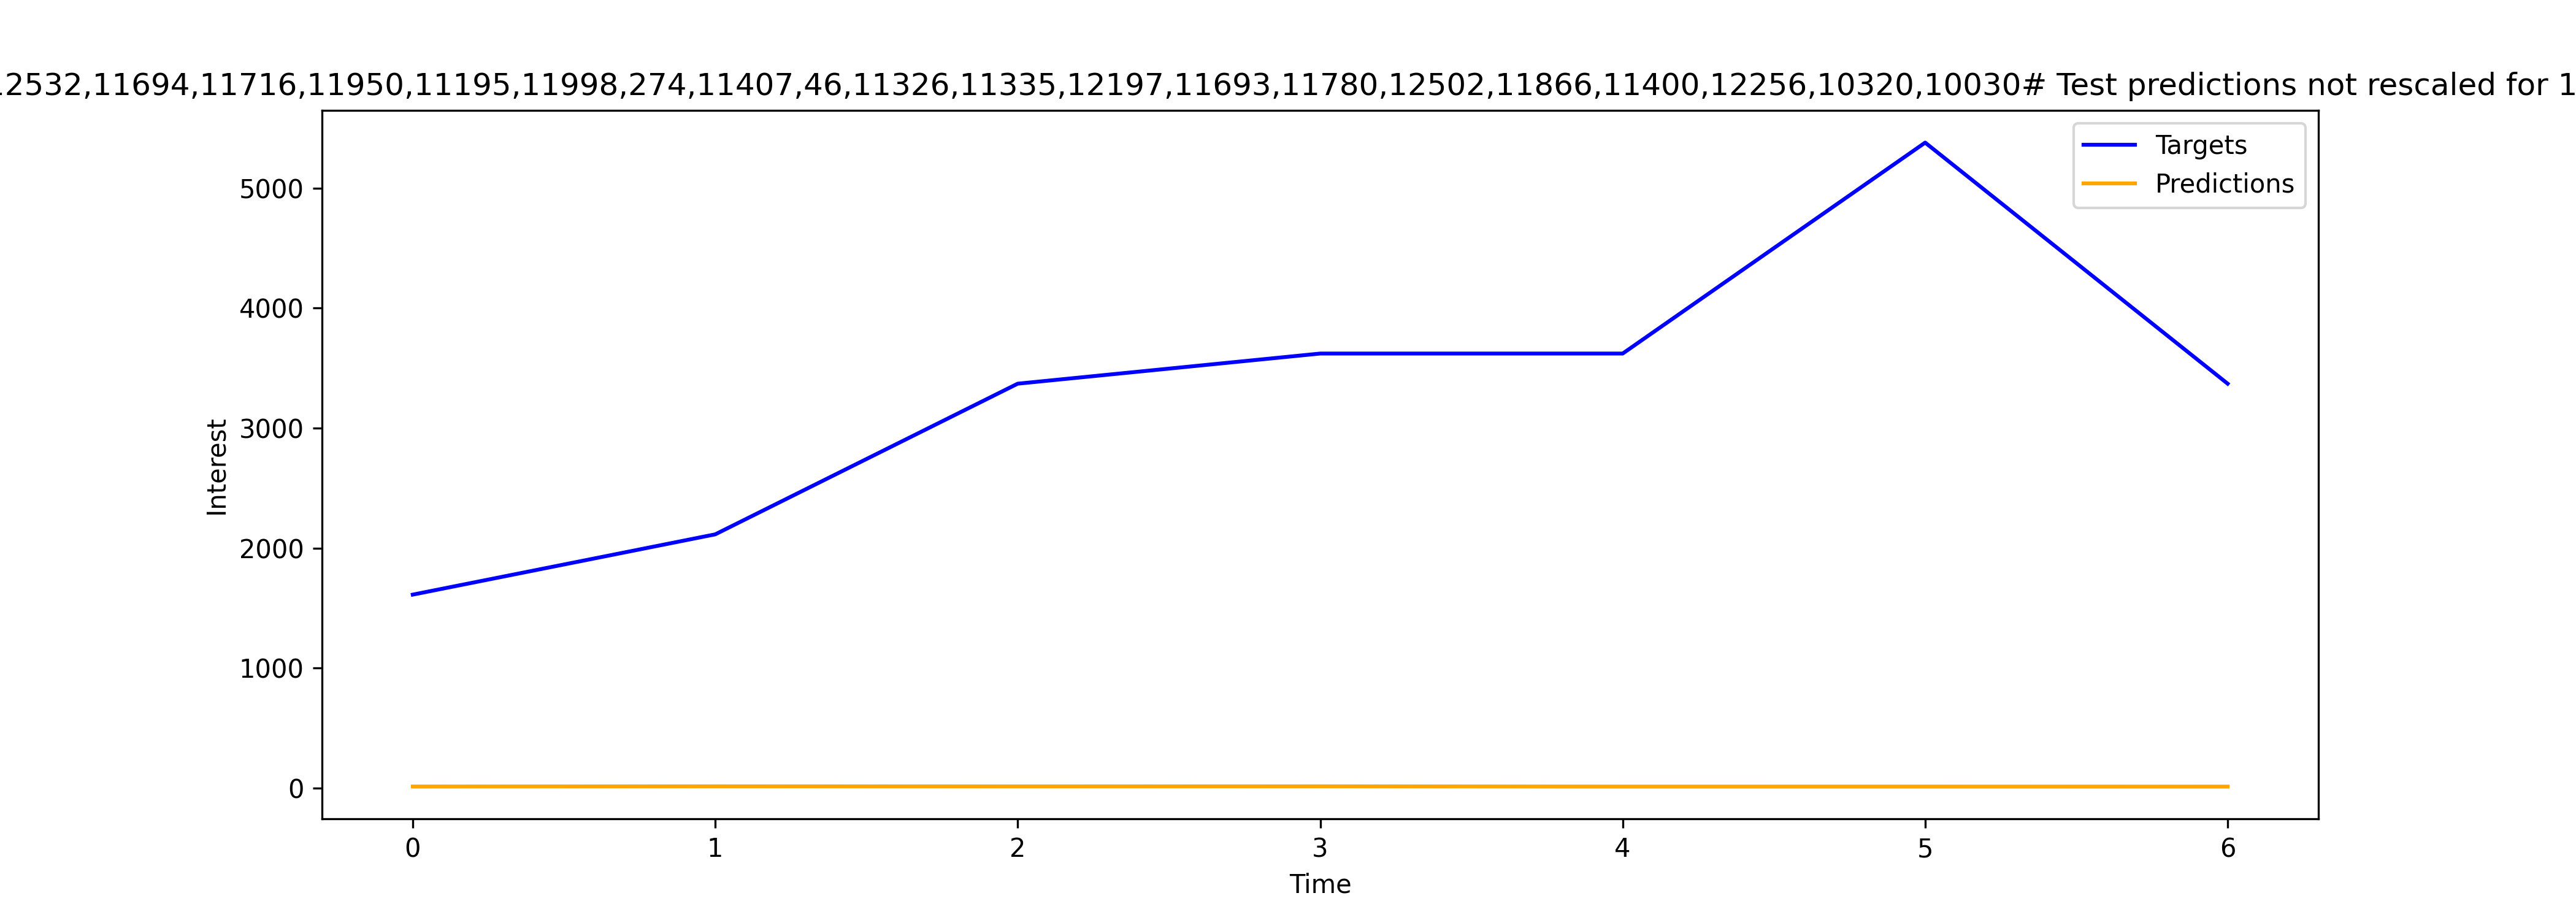 2532,11694,11716,11950,11195,11998,274,11407,46,11326,11335,12197,11693,11780,12502,11866,11400,12256,10320,10030# Test predictions not rescaled for 1
Targets
Predictions
5000
4000
3000
2000
1000
0
Interest
0 1 2 3 4 5 6
Time